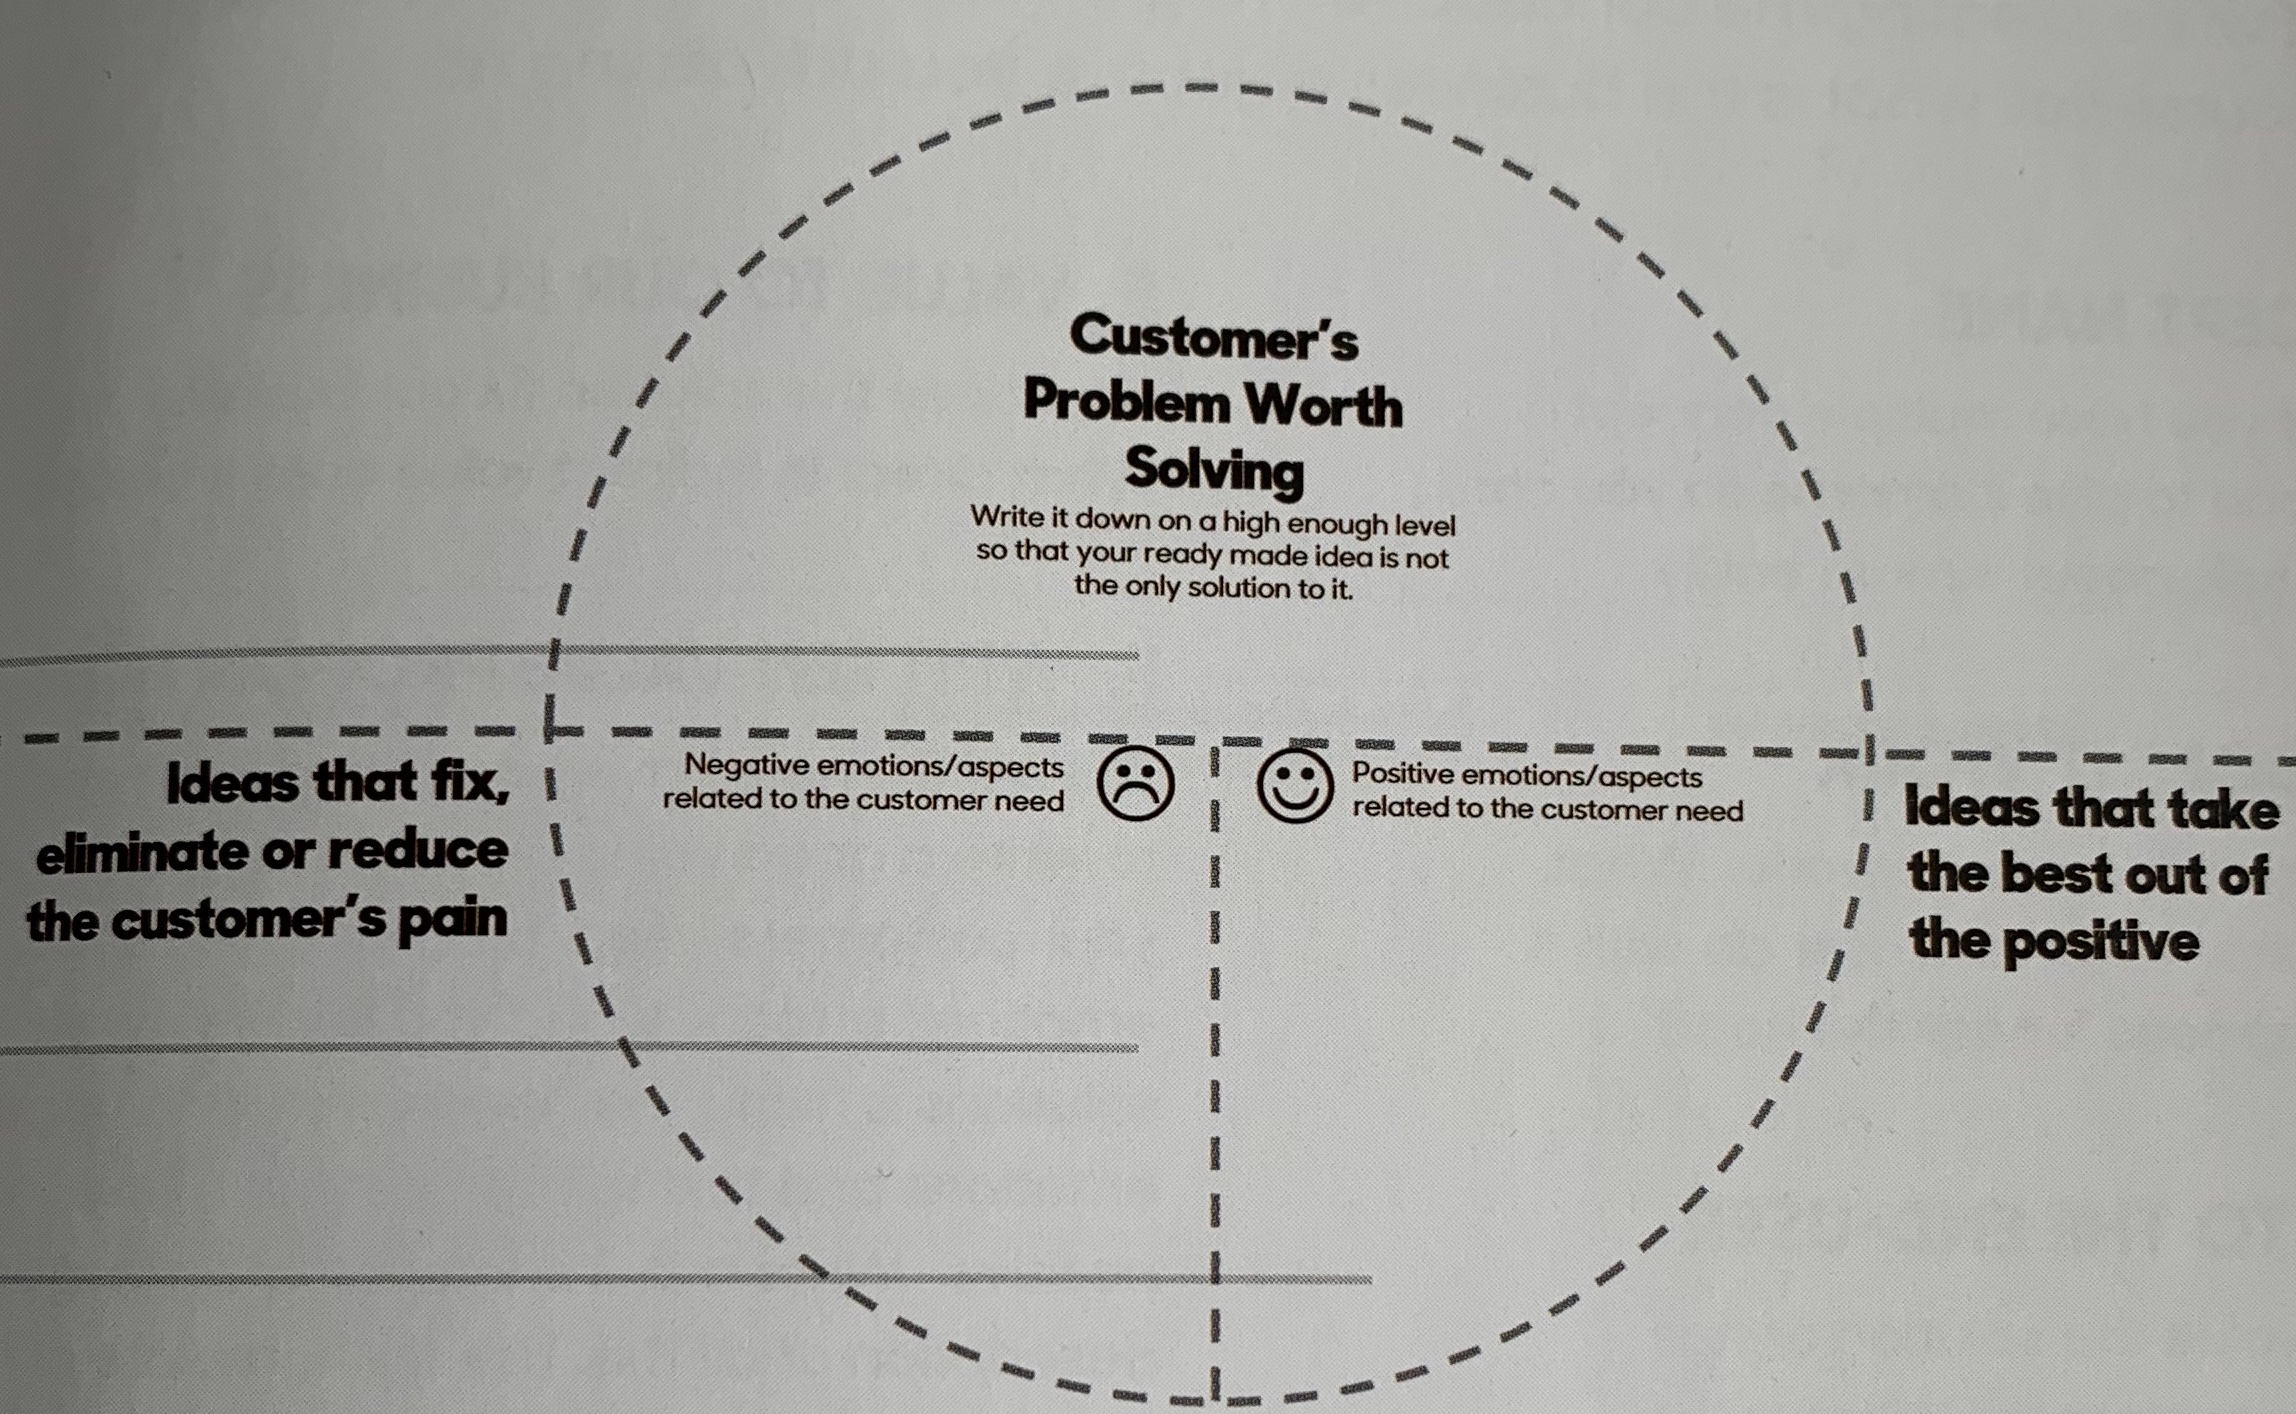 Customer's
Problem Worth
Solving
Write it down on a high enough level
so that your ready made idea is not
the only solution to it.
Ideas that fix,
eliminate or reduce
the customer's pain
Negative emotions/aspects
related to the customer need
Positive emotions/aspects
related to the customer need
Ideas that take
the best out of
the positive